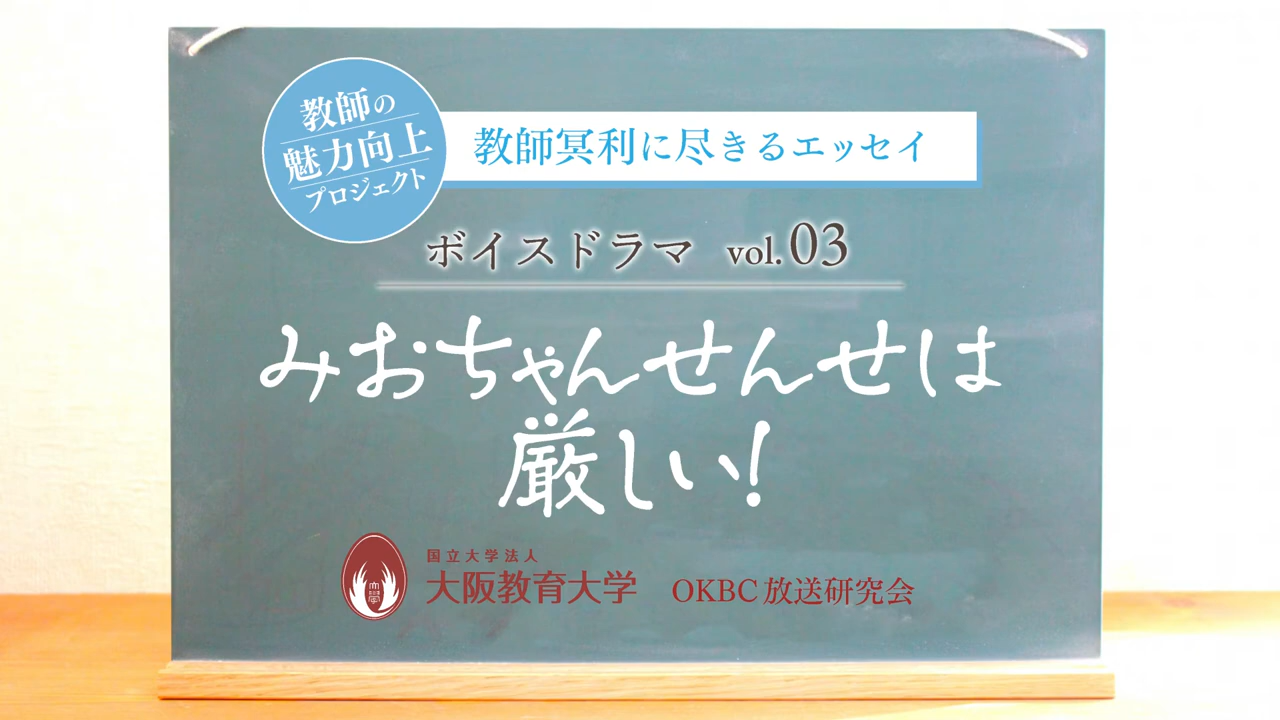 教師の
魅力向上
プロジェクト
教師冥利に尽きるエッセイ
ボイスドラマ vol.03
みおちゃんせんせは
厳しい!
国立大学法人
大阪教育大学 OKBC 放送研究会